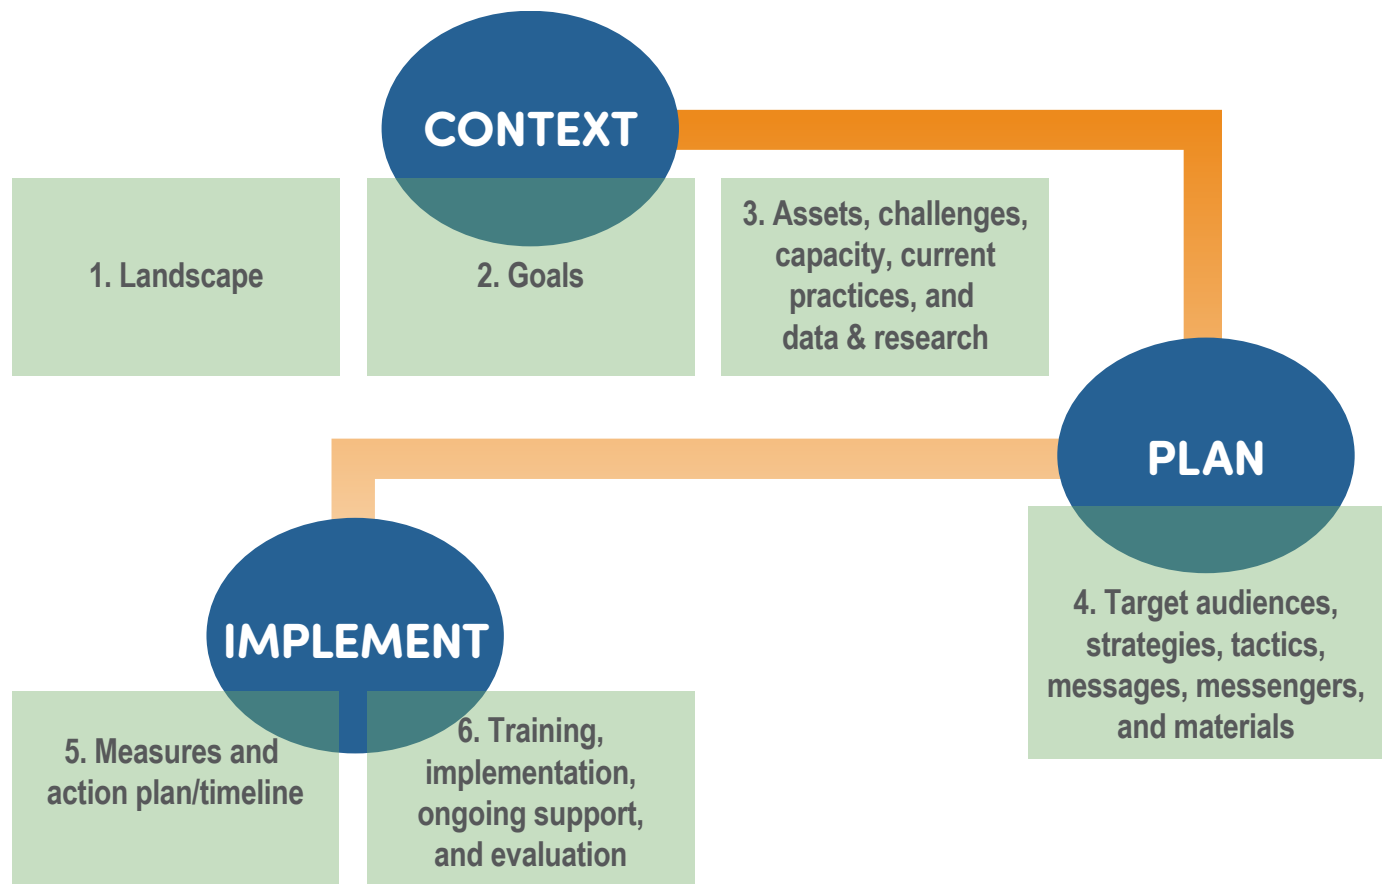 CONTEXT
1. Landscape
2. Goals
3. Assets, challenges,
capacity, current
practices, and
data & research
PLAN
4. Target audiences,
strategies, tactics,
messages, messengers,
and materials
IMPLEMENT
5. Measures and
action plan/timeline
6. Training,
implementation,
ongoing support,
and evaluation